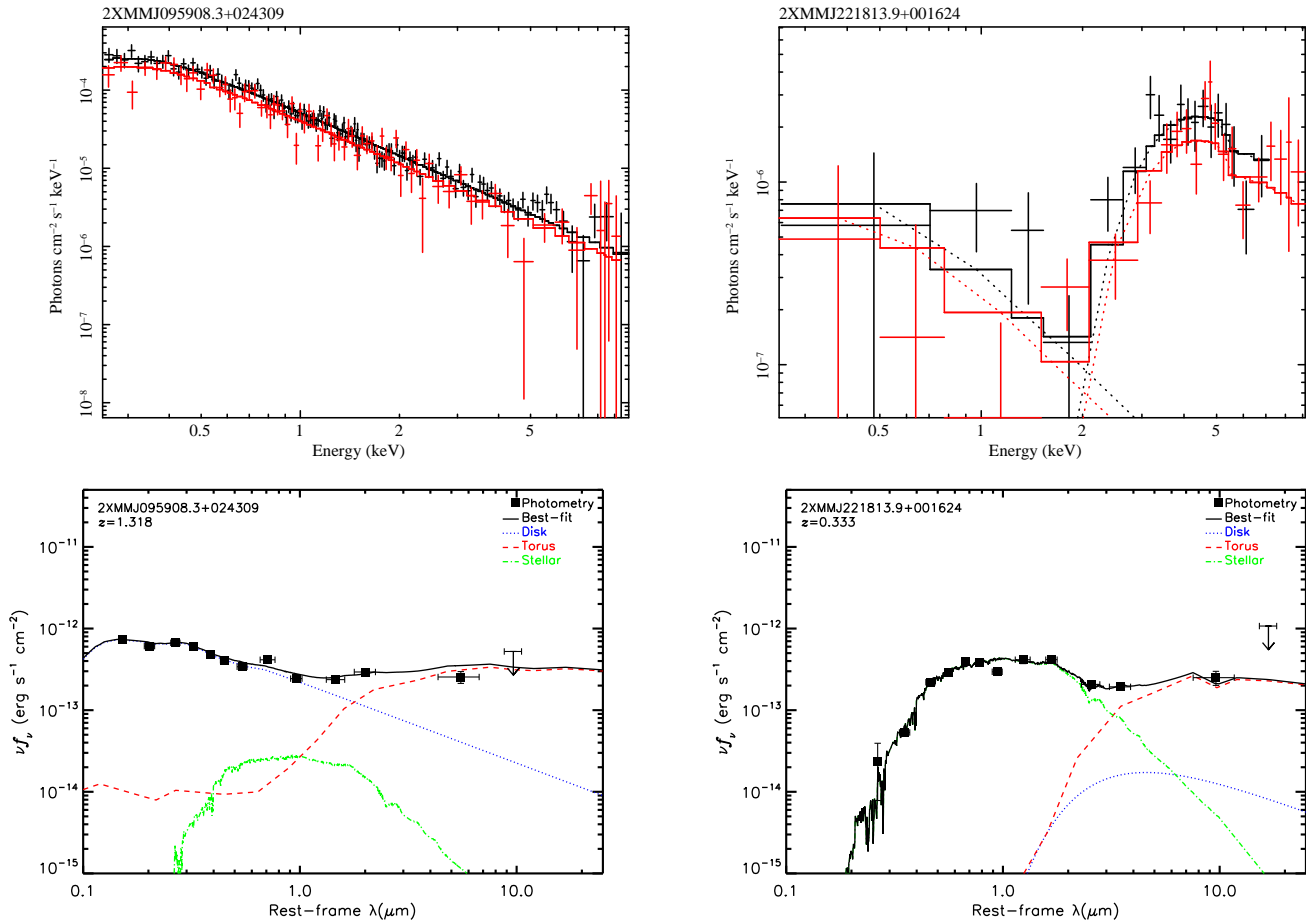 2XMMJ095908.3+024309
Photons cm⁻² s⁻¹ keV⁻¹
10⁻⁴
10⁻⁵
10⁻⁶
10⁻⁷
10⁻⁸
0.5 1 2 5
Energy (keV)
2XMMJ221813.9+001624
Photons cm⁻² s⁻¹ keV⁻¹
10⁻⁶
10⁻⁷
0.5 1 2 5
Energy (keV)
2XMMJ095908.3+024309
z=1.318
Photometry
Best-fit
Disk
Torus
Stellar
νfν (erg s⁻¹ cm⁻²)
10⁻¹¹
10⁻¹²
10⁻¹³
10⁻¹⁴
10⁻¹⁵
0.1 1.0 10.0
Rest-frame λ(μm)
2XMMJ221813.9+001624
z=0.333
Photometry
Best-fit
Disk
Torus
Stellar
νfν (erg s⁻¹ cm⁻²)
10⁻¹¹
10⁻¹²
10⁻¹³
10⁻¹⁴
10⁻¹⁵
0.1 1.0 10.0
Rest-frame λ(μm)